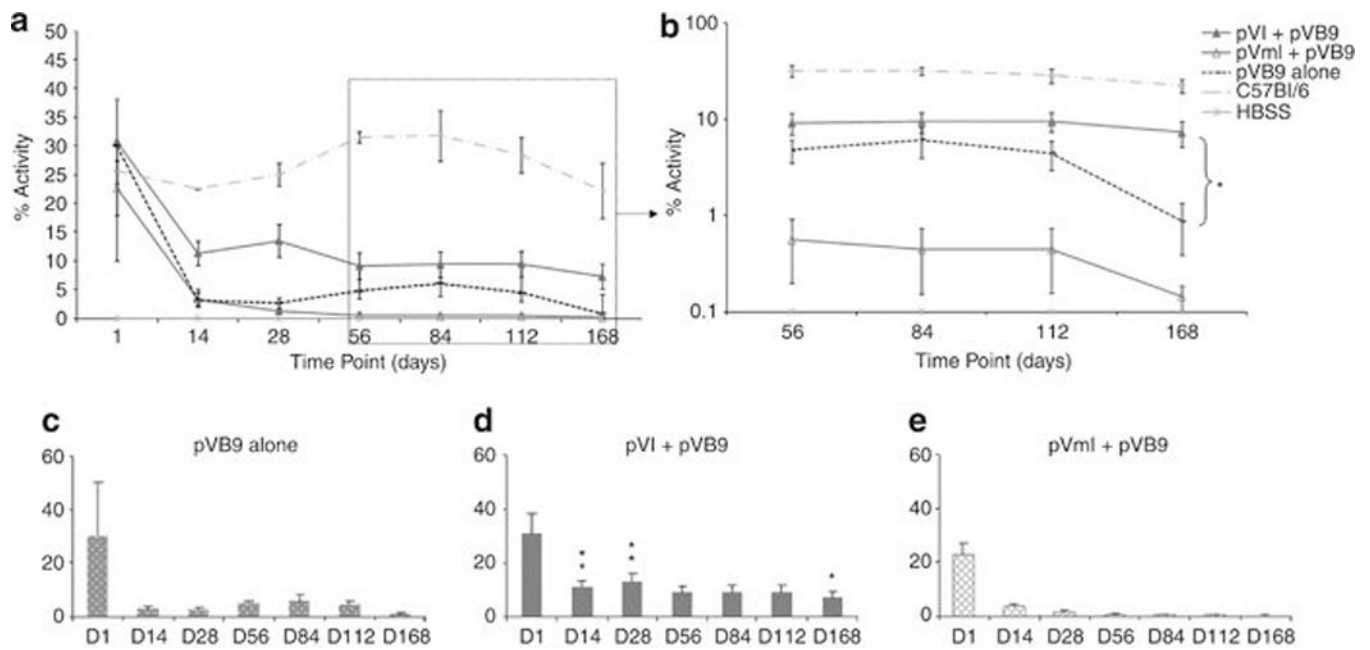 a
50
45
40
35
30
25
20
15
10
5
0
% Activity
1 14 28 56 84 112 168
Time Point (days)
b
100
10
1
0.1
% Activity
56 84 112 168
Time Point (days)
*
pVI + pVB9
pVmI + pVB9
pVB9 alone
C57Bl/6
HBSS
c
pVB9 alone
60
40
20
0
D1 D14 D28 D56 D84 D112 D168
d
pVI + pVB9
60
40
20
0
* * * * *
D1 D14 D28 D56 D84 D112 D168
e
pVmI + pVB9
60
40
20
0
D1 D14 D28 D56 D84 D112 D168